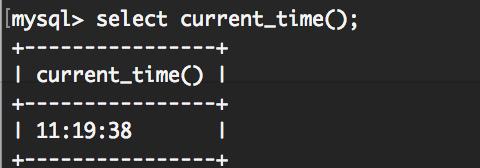 [mysql> select current_time();
+----------------+
| current_time() |
+----------------+
| 11:19:38       |
+----------------+